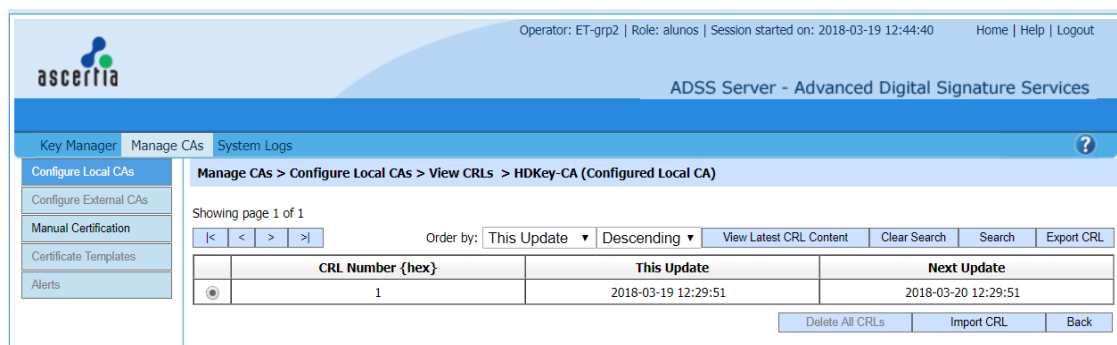 Operator: ET-grp2 | Role: alunos | Session started on: 2018-03-19 12:44:40 Home | Help | Logout
ascertia
ADSS Server - Advanced Digital Signature Services
Key Manager Manage CAs System Logs ?
Configure Local CAs
Configure External CAs
Manual Certification
Certificate Templates
Alerts
Manage CAs > Configure Local CAs > View CRLs > HDKey-CA (Configured Local CA)
Showing page 1 of 1
|< < > >| Order by: This Update Descending View Latest CRL Content Clear Search Search Export CRL
CRL Number {hex} This Update Next Update
1 2018-03-19 12:29:51 2018-03-20 12:29:51
Delete All CRLs Import CRL Back